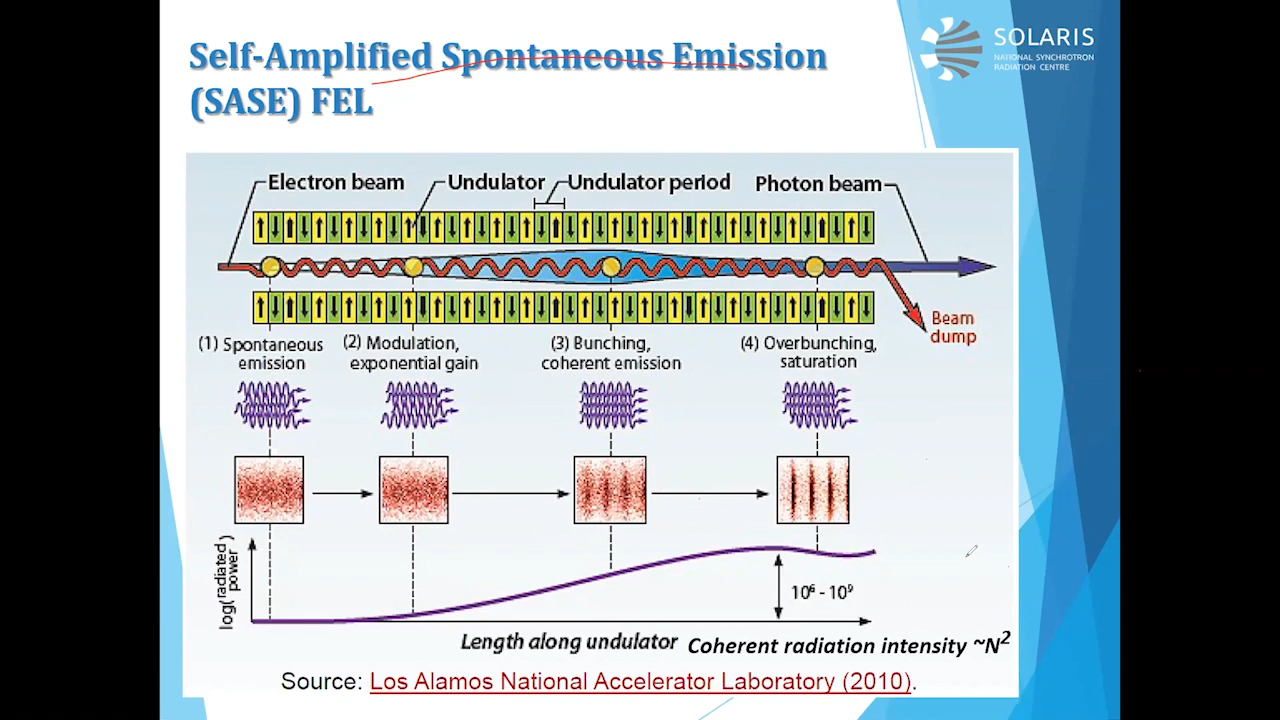 Self-Amplified Spontaneous Emission
(SASE) FEL
SOLARIS
NATIONAL SYNCHROTRON
RADIATION CENTRE
Electron beam
Undulator
Undulator period
Photon beam
Beam
dump
(1) Spontaneous
emission
(2) Modulation,
exponential gain
(3) Bunching,
coherent emission
(4) Overbunching,
saturation
log(radiated
power)
10⁶ - 10⁹
Length along undulator
Coherent radiation intensity ~N²
Source: Los Alamos National Accelerator Laboratory (2010).